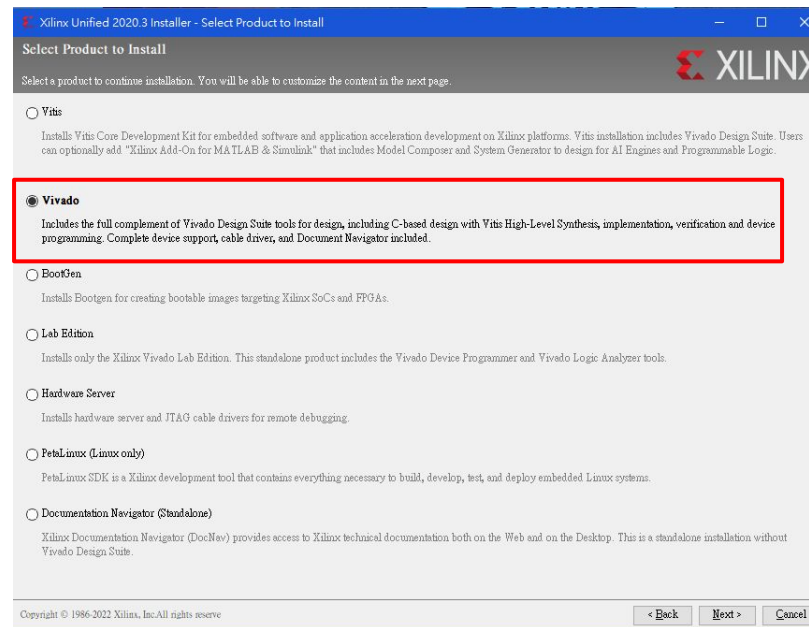 Xilinx Unified 2020.3 Installer - Select Product to Install
Select Product to Install
XILINX
Select a product to continue installation. You will be able to customize the content in the next page.
Vitis
Installs Vitis Core Development Kit for embedded software and application acceleration development on Xilinx platforms. Vitis installation includes Vivado Design Suite. Users
can optionally add "Xilinx Add-On for MATLAB & Simulink" that includes Model Composer and System Generator to design for AI Engines and Programmable Logic.
Vivado
Includes the full complement of Vivado Design Suite tools for design, including C-based design with Vitis High-Level Synthesis, implementation, verification and device
programming. Complete device support, cable driver, and Document Navigator included.
BootGen
Installs Bootgen for creating bootable images targeting Xilinx SoCs and FPGAs.
Lab Edition
Installs only the Xilinx Vivado Lab Edition. This standalone product includes the Vivado Device Programmer and Vivado Logic Analyzer tools.
Hardware Server
Installs hardware server and JTAG cable drivers for remote debugging.
PetaLinux (Linux only)
PetaLinux SDK is a Xilinx development tool that contains everything necessary to build, develop, test, and deploy embedded Linux systems.
Documentation Navigator (Standalone)
Xilinx Documentation Navigator (DocNav) provides access to Xilinx technical documentation both on the Web and on the Desktop. This is a standalone installation without
Vivado Design Suite.
Copyright © 1986-2022 Xilinx, Inc.All rights reserve
< Back Next > Cancel